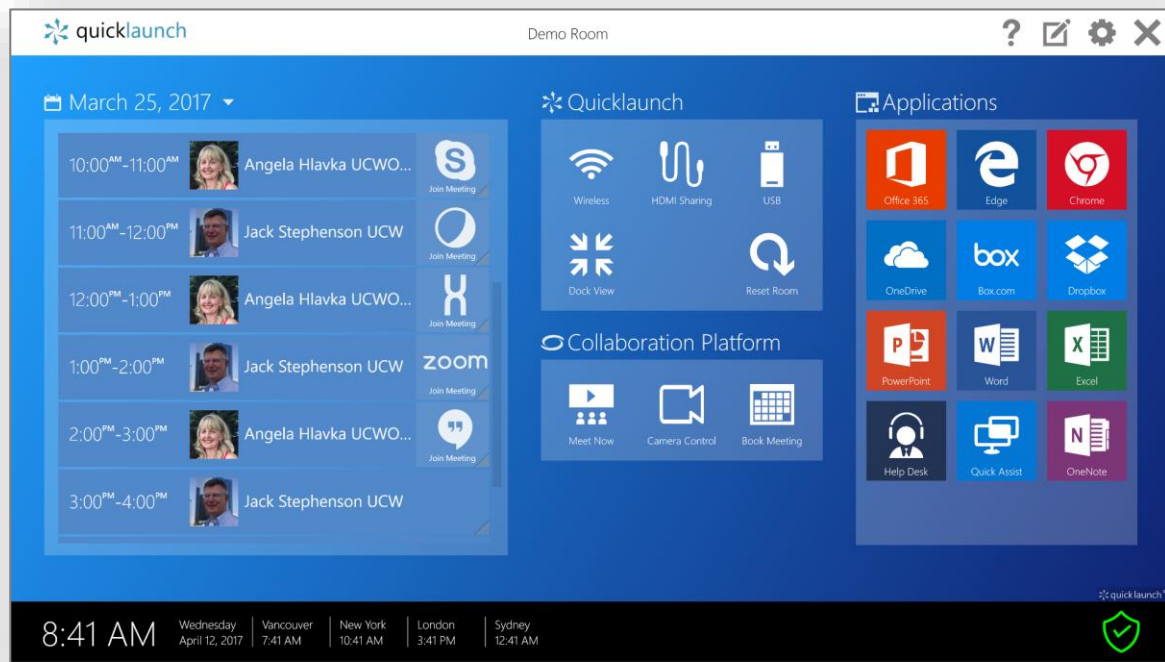 quicklaunch
Demo Room
March 25, 2017
Quicklaunch
Applications
10:00AM-11:00AM Angela Hlavka UCWO...
Join Meeting
11:00AM-12:00PM Jack Stephenson UCW
Join Meeting
12:00PM-1:00PM Angela Hlavka UCWO...
Join Meeting
1:00PM-2:00PM Jack Stephenson UCW zoom
Join Meeting
2:00PM-3:00PM Angela Hlavka UCWO...
Join Meeting
3:00PM-4:00PM Jack Stephenson UCW
Wireless HDMI Sharing USB
Dock View Reset Room
Collaboration Platform
Meet Now Camera Control Book Meeting
Office 365 Edge Chrome
box
OneDrive Box.com Dropbox
PowerPoint Word Excel
Help Desk Quick Assist OneNote
quicklaunch
8:41 AM
Wednesday
April 12, 2017
Vancouver
7:41 AM
New York
10:41 AM
London
3:41 PM
Sydney
12:41 AM